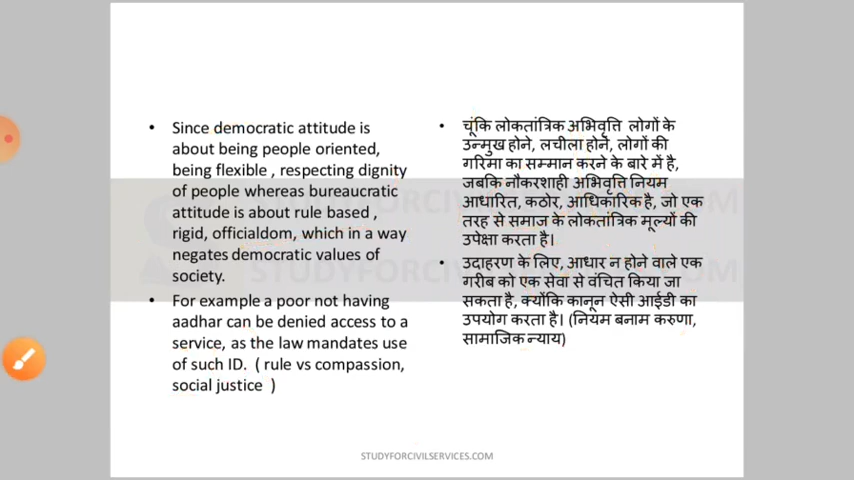 • Since democratic attitude is
about being people oriented,
being flexible , respecting dignity
of people whereas bureaucratic
attitude is about rule based ,
rigid, officialdom, which in a way
negates democratic values of
society.
• For example a poor not having
aadhar can be denied access to a
service, as the law mandates use
of such ID. ( rule vs compassion,
social justice )
• चूंकि लोकतांत्रिक अभिवृत्ति लोगों के
उन्मुख होने, लचीला होने, लोगों की
गरिमा का सम्मान करने के बारे में है,
जबकि नौकरशाही अभिवृत्ति नियम
आधारित, कठोर, आधिकारिक है, जो एक
तरह से समाज के लोकतांत्रिक मूल्यों की
उपेक्षा करता है।
• उदाहरण के लिए, आधार न होने वाले एक
गरीब को एक सेवा से वंचित किया जा
सकता है, क्योंकि कानून ऐसी आईडी का
उपयोग करता है। (नियम बनाम करुणा,
सामाजिक न्याय)
STUDYFORCIVILSERVICES.COM